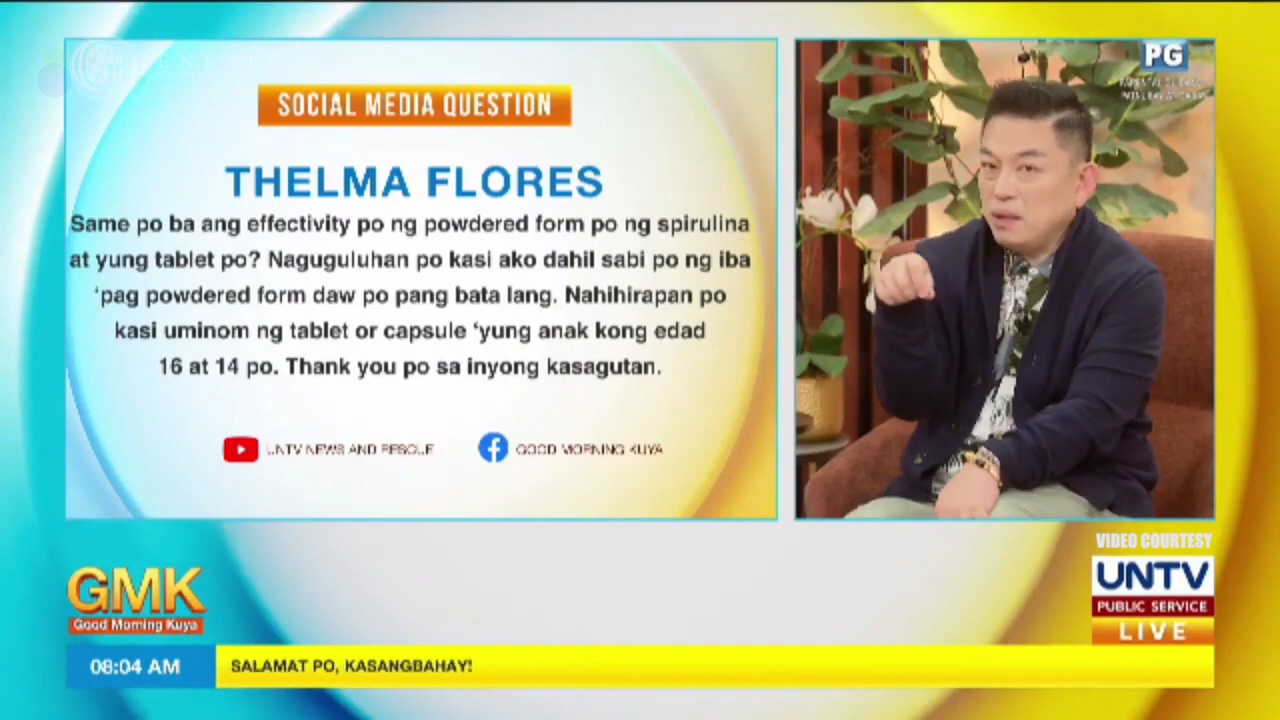 SOCIAL MEDIA QUESTION
THELMA FLORES
Same po ba ang effectivity po ng powdered form po ng spirulina
at yung tablet po? Naguguluhan po kasi ako dahil sabi po ng iba
‘pag powdered form daw po pang bata lang. Nahihirapan po
kasi uminom ng tablet or capsule ‘yung anak kong edad
16 at 14 po. Thank you po sa inyong kasagutan.
UNTV NEWS AND RESCUE
GOOD MORNING KUYA
PG
VIDEO COURTESY
UNTV
PUBLIC SERVICE
LIVE
GMK
Good Morning Kuya
08:04 AM
SALAMAT PO, KASANGBAHAY!